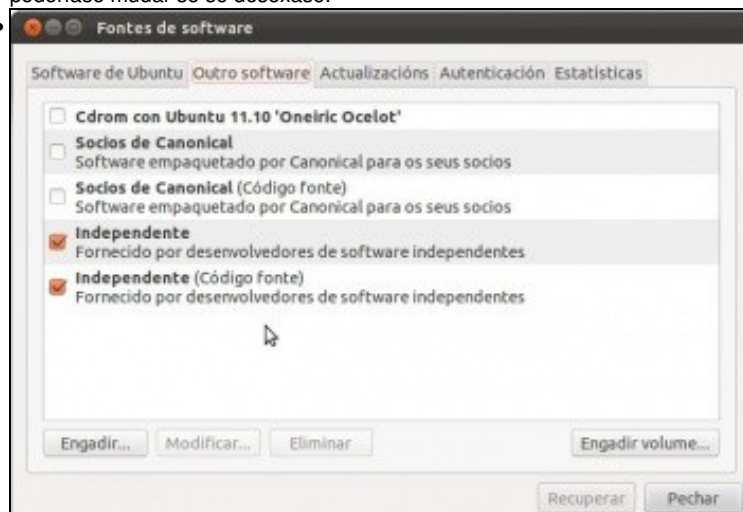 poderíase mudar se se desexase.
Fontes de software
Software de Ubuntu Outro software Actualizacións Autenticación Estatísticas
Cdrom con Ubuntu 11.10 'Oneiric Ocelot'
Socios de Canonical
Software empaquetado por Canonical para os seus socios
Socios de Canonical (Código fonte)
Software empaquetado por Canonical para os seus socios
Independente
Fornecido por desenvolvedores de software independentes
Independente (Código fonte)
Fornecido por desenvolvedores de software independentes
Engadir... Modificar... Eliminar Engadir volume...
Recuperar Pechar